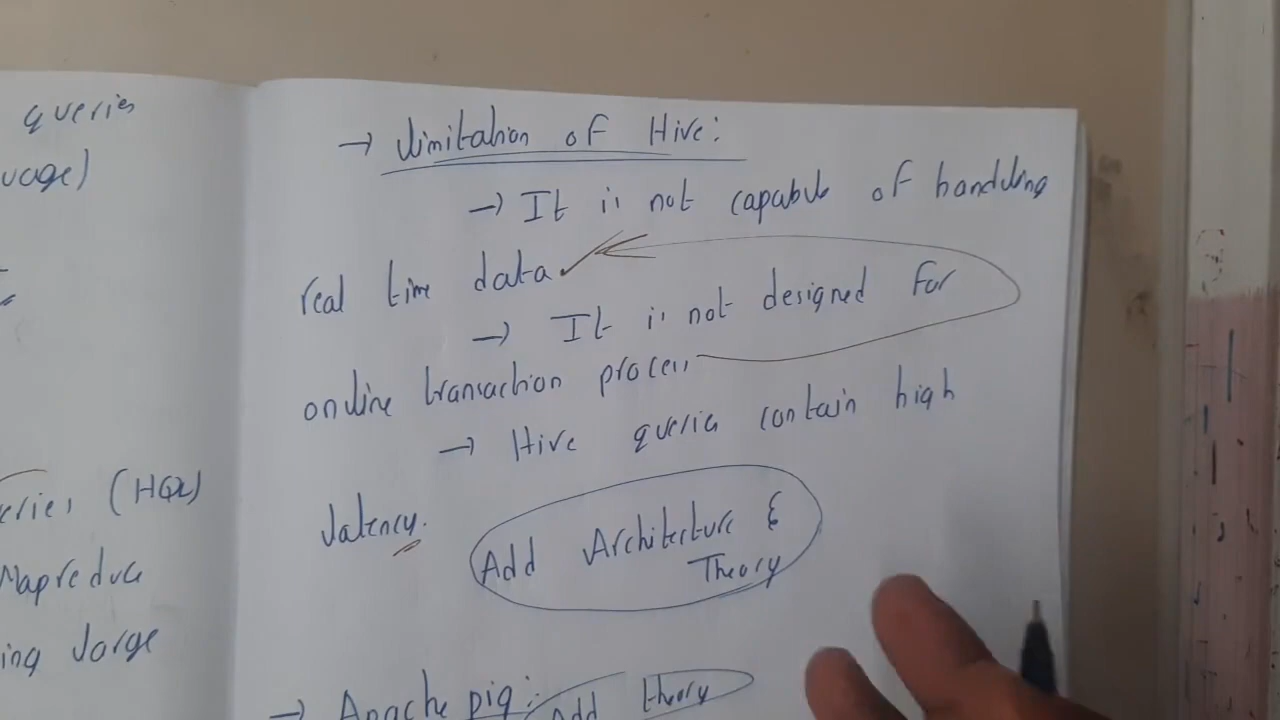 queries
uage)
eries (HQL)
Mapreduce
ing large
→ limitation of Hive:
→ It is not capable of handling
real time data
→ It is not designed for
online transaction process
→ Hive queries contain high
latency.
Add Architecture &
Theory
→ Apache pig: Add theory